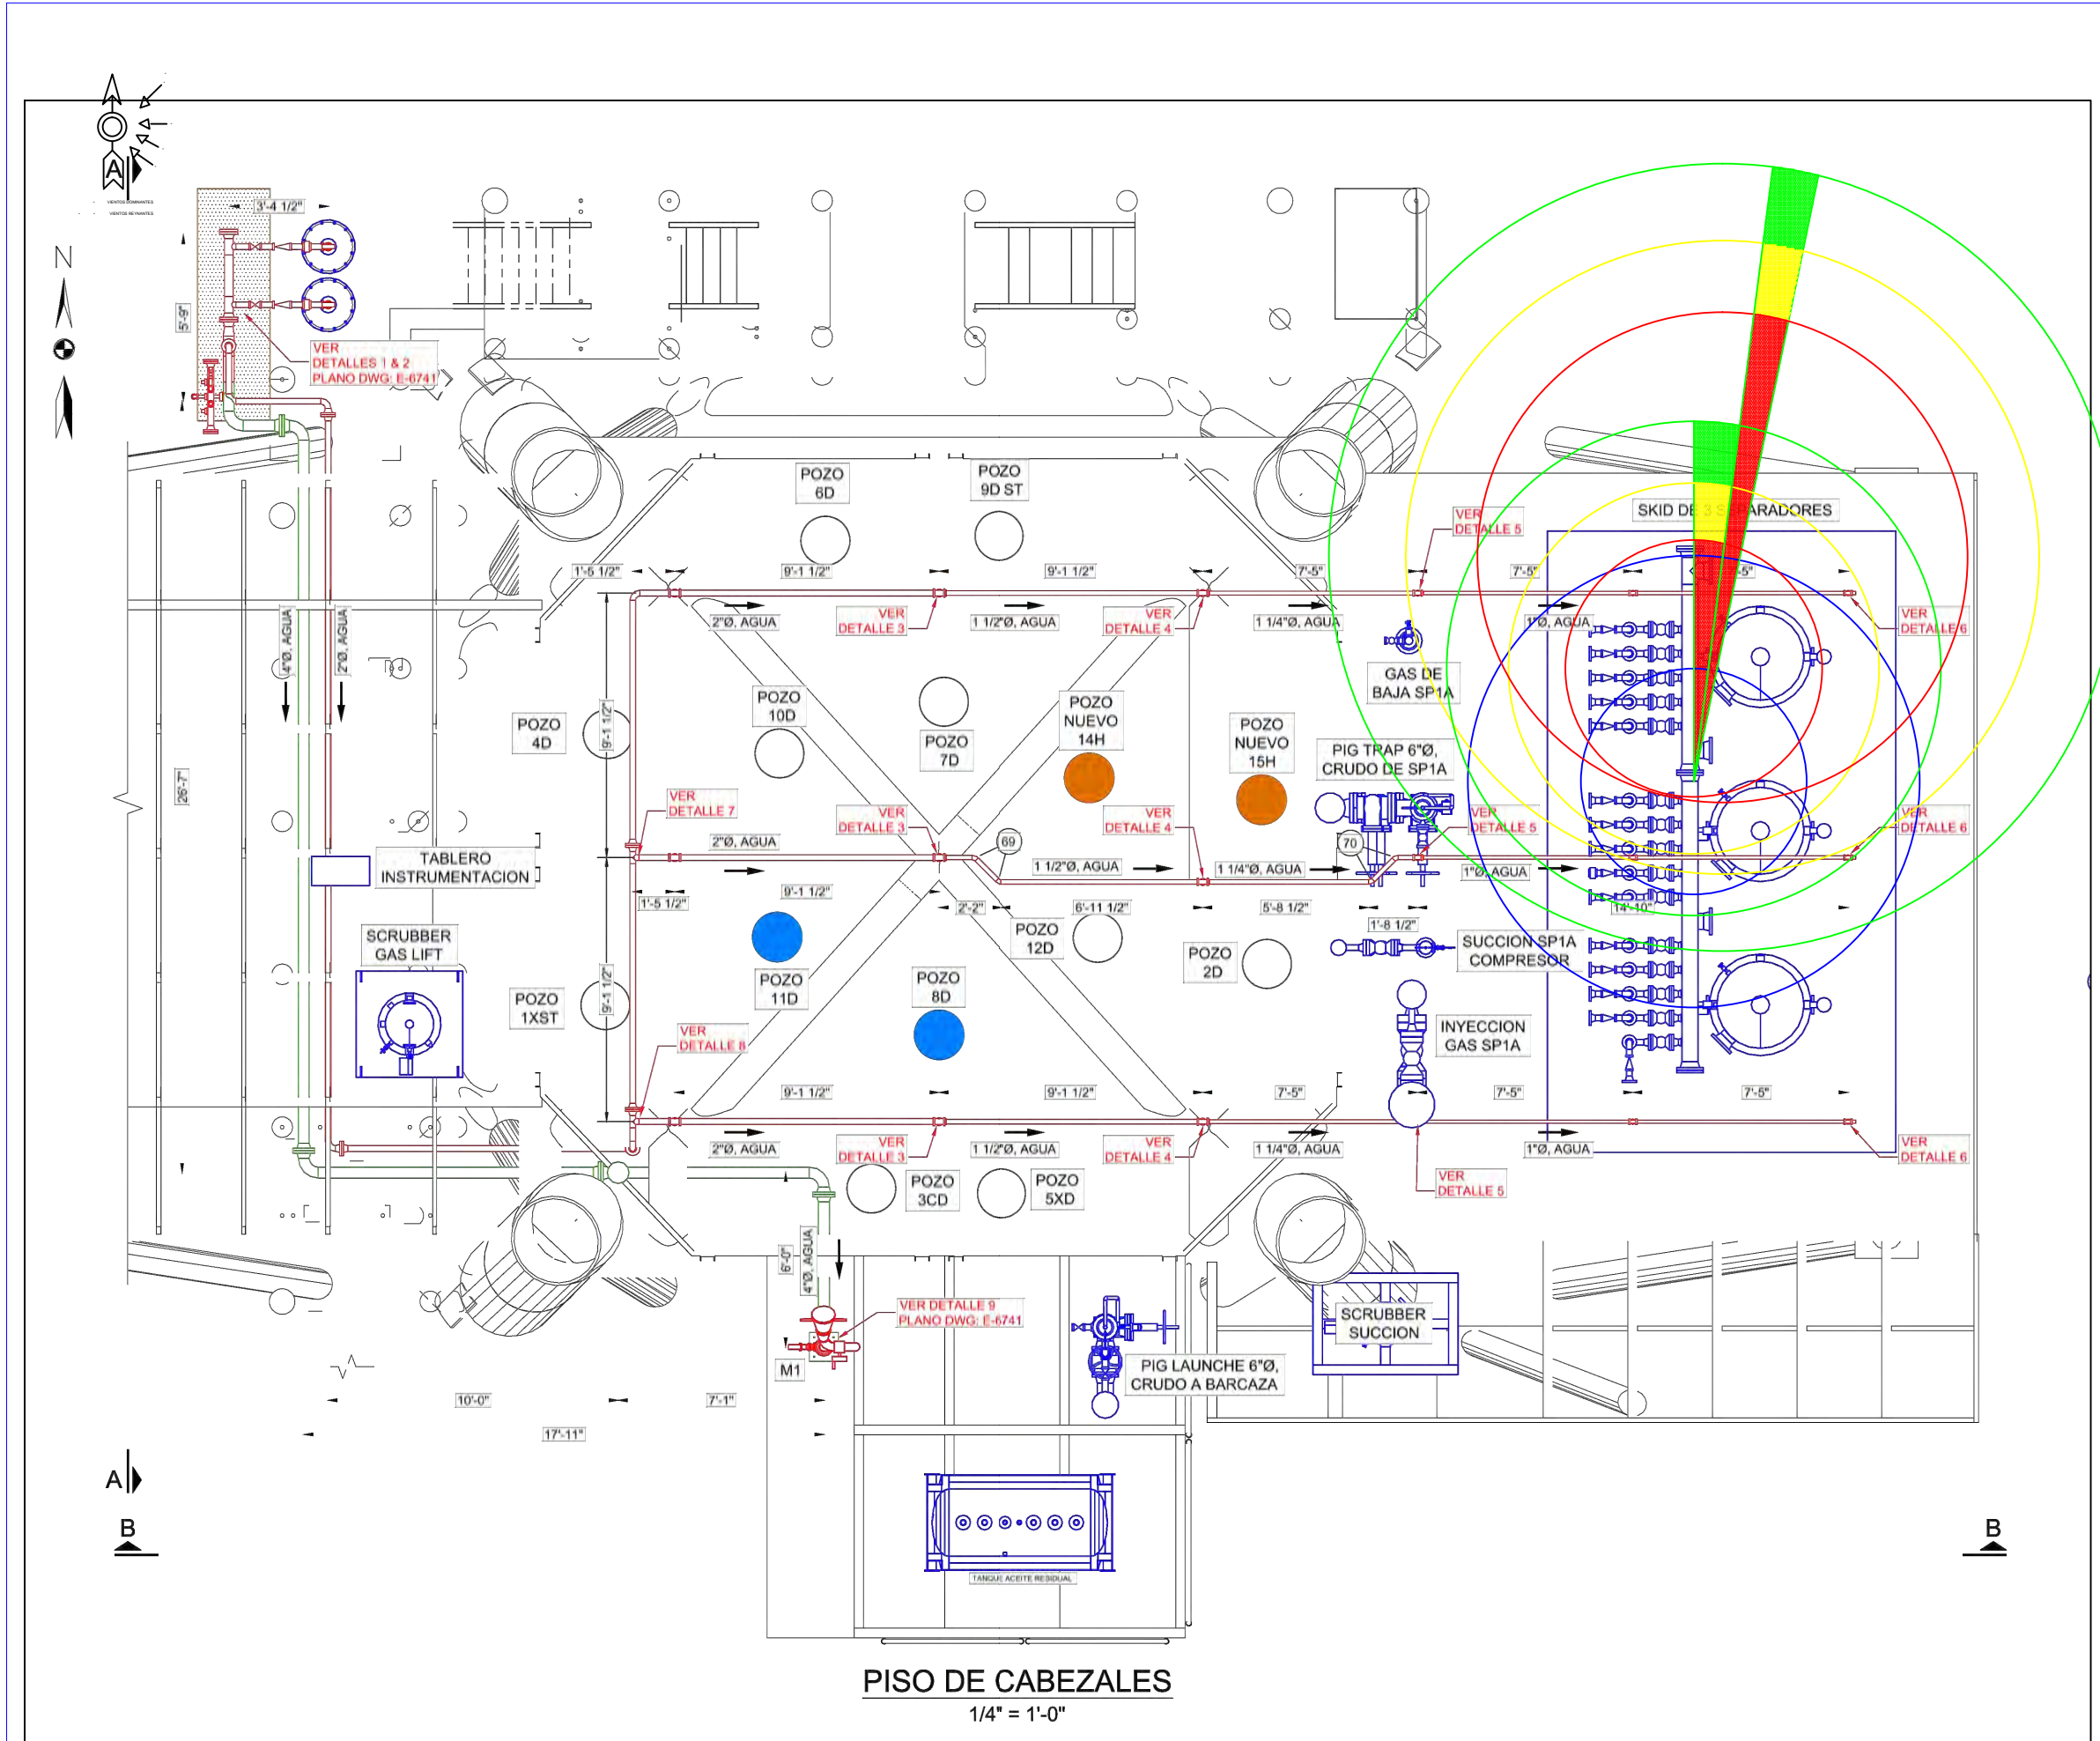 A
VIENTOS DOMINANTES
VIENTOS REYNANTES
N
3'-4 1/2"
5'-9"
VER
DETALLES 1 & 2
PLANO DWG: E-6741
POZO
6D
POZO
9D ST
VER
DETALLE 5
SKID DE 3 SEPARADORES
1'-5 1/2"
9'-1 1/2"
9'-1 1/2"
7'-5"
7'-5"
2"Ø, AGUA
VER
DETALLE 3
1 1/2"Ø, AGUA
VER
DETALLE 4
1 1/4"Ø, AGUA
1"Ø, AGUA
VER
DETALLE 6
4"Ø, AGUA
2"Ø, AGUA
GAS DE
BAJA SP1A
POZO
4D
9'-1 1/2"
POZO
10D
POZO
7D
POZO
NUEVO
14H
POZO
NUEVO
15H
PIG TRAP 6"Ø,
CRUDO DE SP1A
26'-7"
VER
DETALLE 7
VER
DETALLE 3
VER
DETALLE 4
VER
DETALLE 5
VER
DETALLE 6
2"Ø, AGUA
69
70
1 1/2"Ø, AGUA
1 1/4"Ø, AGUA
1"Ø, AGUA
TABLERO
INSTRUMENTACION
1'-5 1/2"
9'-1 1/2"
2'-2"
6'-11 1/2"
5'-8 1/2"
1'-8 1/2"
14'-10"
SCRUBBER
GAS LIFT
POZO
12D
POZO
2D
SUCCION SP1A
COMPRESOR
POZO
1XST
9'-1 1/2"
POZO
11D
POZO
8D
INYECCION
GAS SP1A
VER
DETALLE 8
9'-1 1/2"
9'-1 1/2"
7'-5"
7'-5"
7'-5"
2"Ø, AGUA
VER
DETALLE 3
1 1/2"Ø, AGUA
VER
DETALLE 4
1 1/4"Ø, AGUA
1"Ø, AGUA
VER
DETALLE 6
POZO
3CD
POZO
5XD
VER
DETALLE 5
6'-0"
4"Ø, AGUA
VER DETALLE 9
PLANO DWG: E-6741
SCRUBBER
SUCCION
M1
PIG LAUNCHE 6"Ø,
CRUDO A BARCAZA
10'-0"
7'-1"
17'-11"
A
B
B
TANQUE ACEITE RESIDUAL
PISO DE CABEZALES
1/4" = 1'-0"